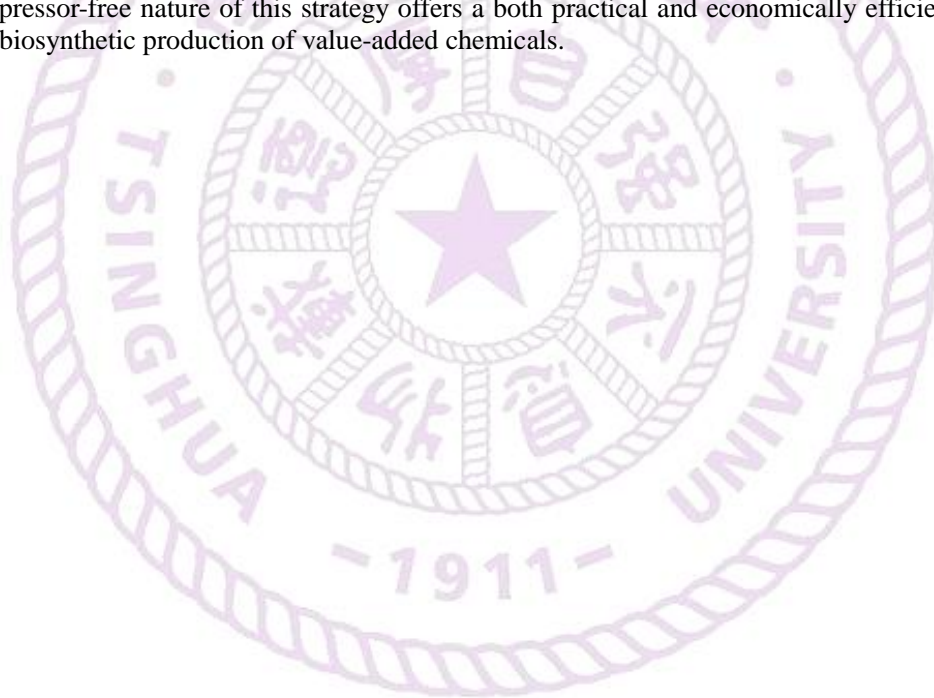 pressor-free nature of this strategy offers a both practical and economically efficie
biosynthetic production of value-added chemicals.
TSINGHUA UNIVERSITY
-1911-